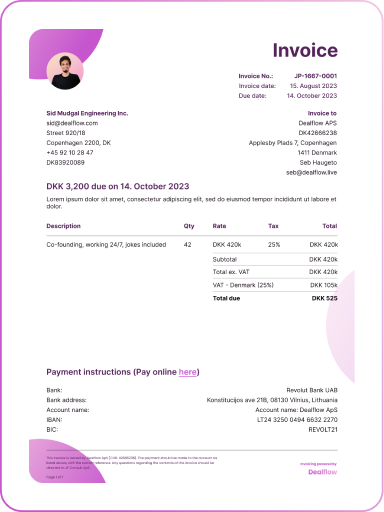 Invoice
Invoice No.: JP-1667-0001
Invoice date: 15. August 2023
Due date: 14. October 2023
Sid Mudgal Engineering Inc. Invoice to
sid@dealflow.com Dealflow APS
Street 920/18 DK42666238
Copenhagen 2200, DK Applesby Plads 7, Copenhagen
+45 92 10 28 47 1411 Denmark
DK83920089 Seb Haugeto
seb@dealflow.live
DKK 3,200 due on 14. October 2023
Lorem ipsum dolor sit amet, consectetur adipiscing elit, sed do eiusmod tempor incididunt ut labore et
dolor.
Description Qty Rate Tax Total
Co-founding, working 24/7, jokes included 42 DKK 420k 25% DKK 420k
Subtotal DKK 420k
Total ex. VAT DKK 420k
VAT - Denmark (25%) DKK 105k
Total due DKK 525
Payment instructions (Pay online here)
Bank: Revolut Bank UAB
Bank address: Konstitucijos ave 21B, 08130 Vilnius, Lithuania
Account name: Account name: Dealflow ApS
IBAN: LT24 3250 0494 6632 2270
BIC: REVOLT21
Invoicing powered by
Dealflow